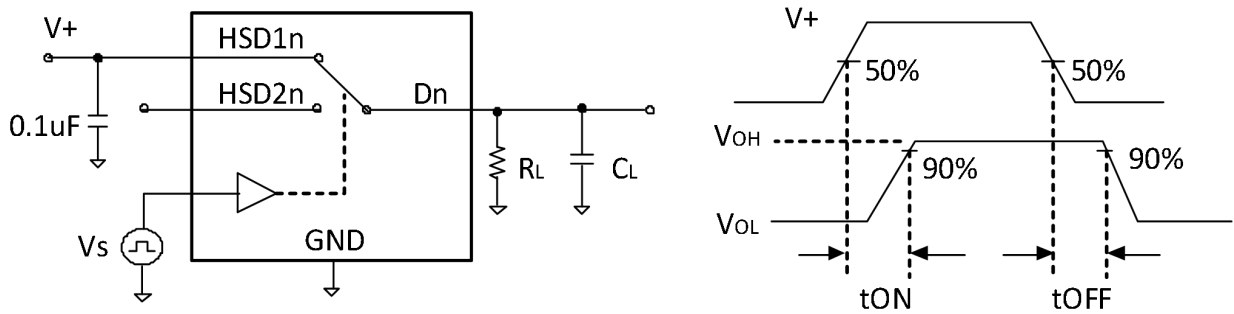 V+
HSD1n
HSD2n
Dn
0.1uF
RL
CL
Vs
GND
V+
50%
50%
VOH
90%
90%
VOL
tON
tOFF